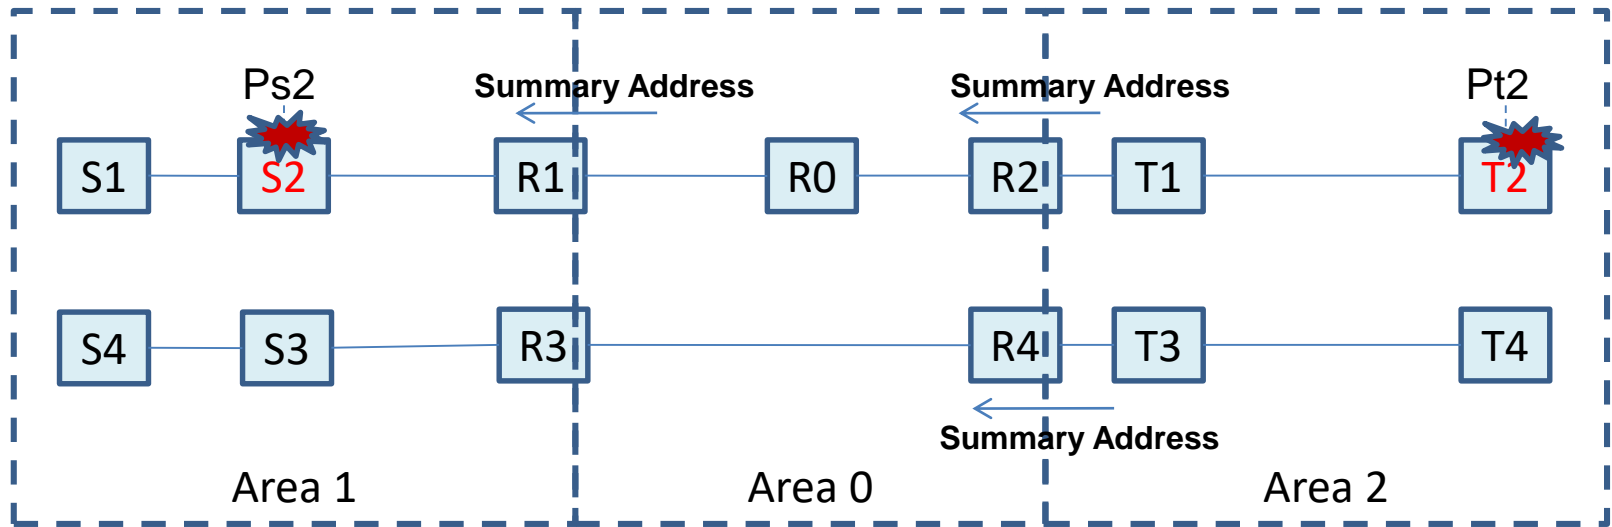 Ps2
Summary Address
Summary Address
Pt2
S1
S2
R1
R0
R2
T1
T2
S4
S3
R3
R4
T3
T4
Summary Address
Area 1
Area 0
Area 2